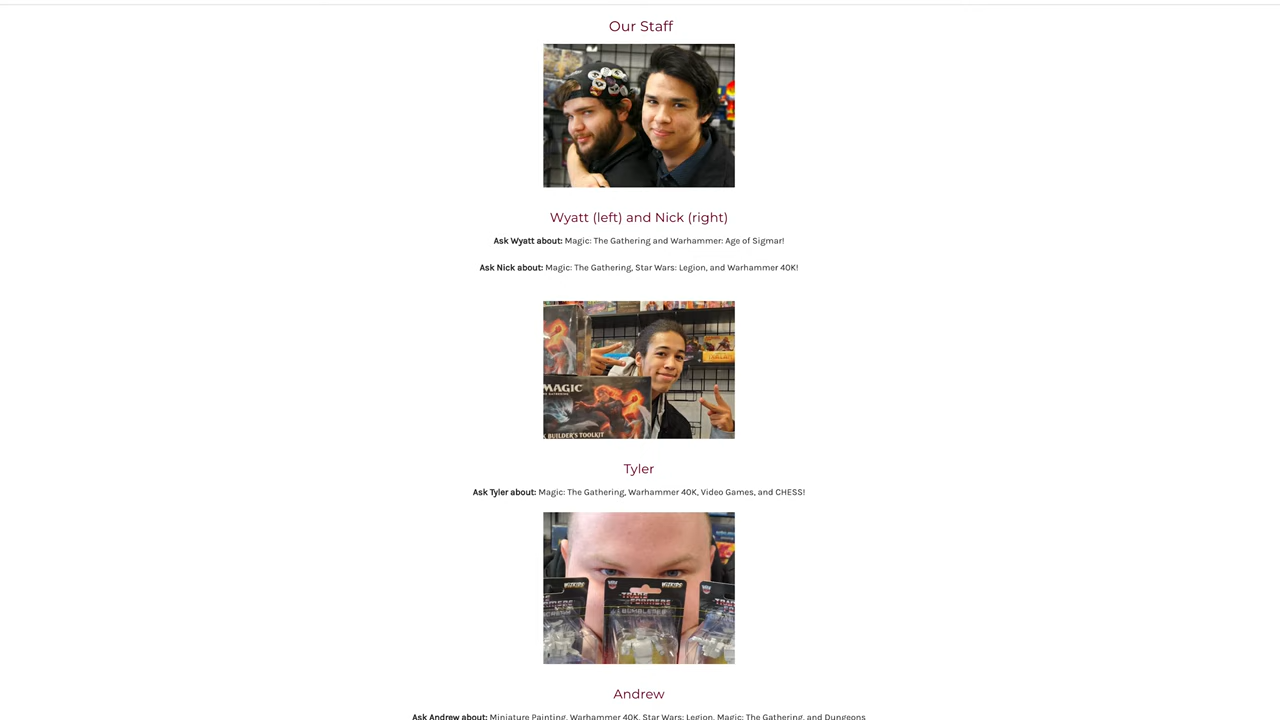 Our Staff
Wyatt (left) and Nick (right)
Ask Wyatt about: Magic: The Gathering and Warhammer: Age of Sigmar!
Ask Nick about: Magic: The Gathering, Star Wars: Legion, and Warhammer 40K!
MAGIC
BUILDER'S TOOLKIT
Tyler
Ask Tyler about: Magic: The Gathering, Warhammer 40K, Video Games, and CHESS!
WIZKIDS
WIZKIDS
TRANSFORMERS
BUMBLEBEE
Andrew
Ask Andrew about: Miniature Painting, Warhammer 40K, Star Wars: Legion, Magic: The Gathering, and Dungeons